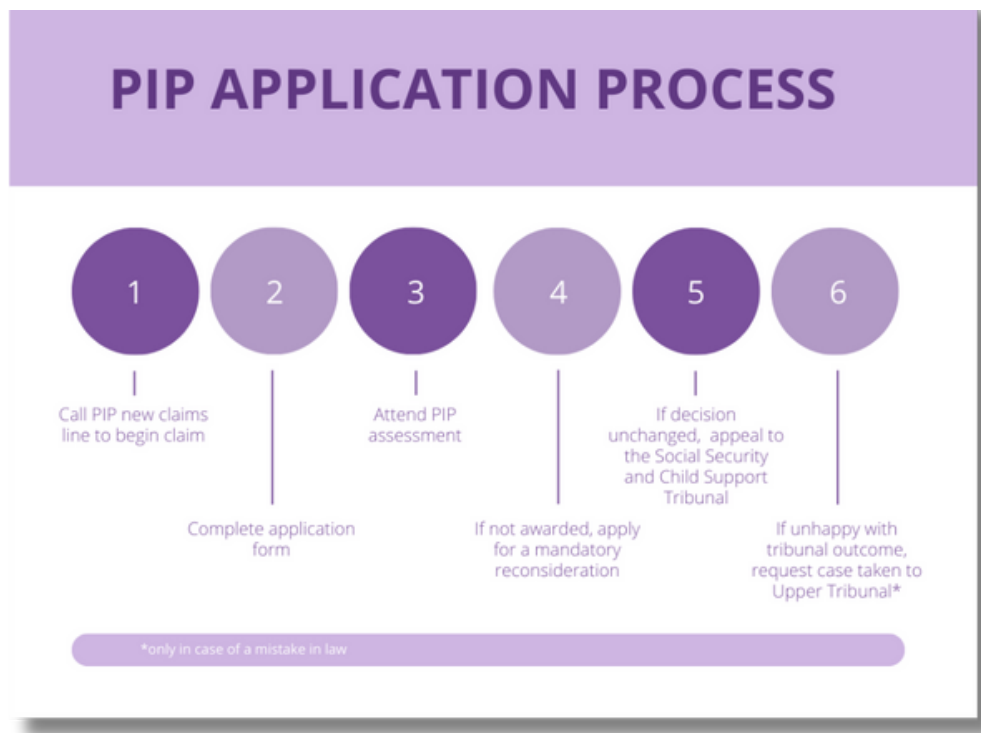 PIP APPLICATION PROCESS
1
2
3
4
5
6
Call PIP new claims
line to begin claim
Complete application
form
Attend PIP
assessment
If not awarded, apply
for a mandatory
reconsideration
If decision
unchanged, appeal to
the Social Security
and Child Support
Tribunal
If unhappy with
tribunal outcome,
request case taken to
Upper Tribunal*
*only in case of a mistake in law